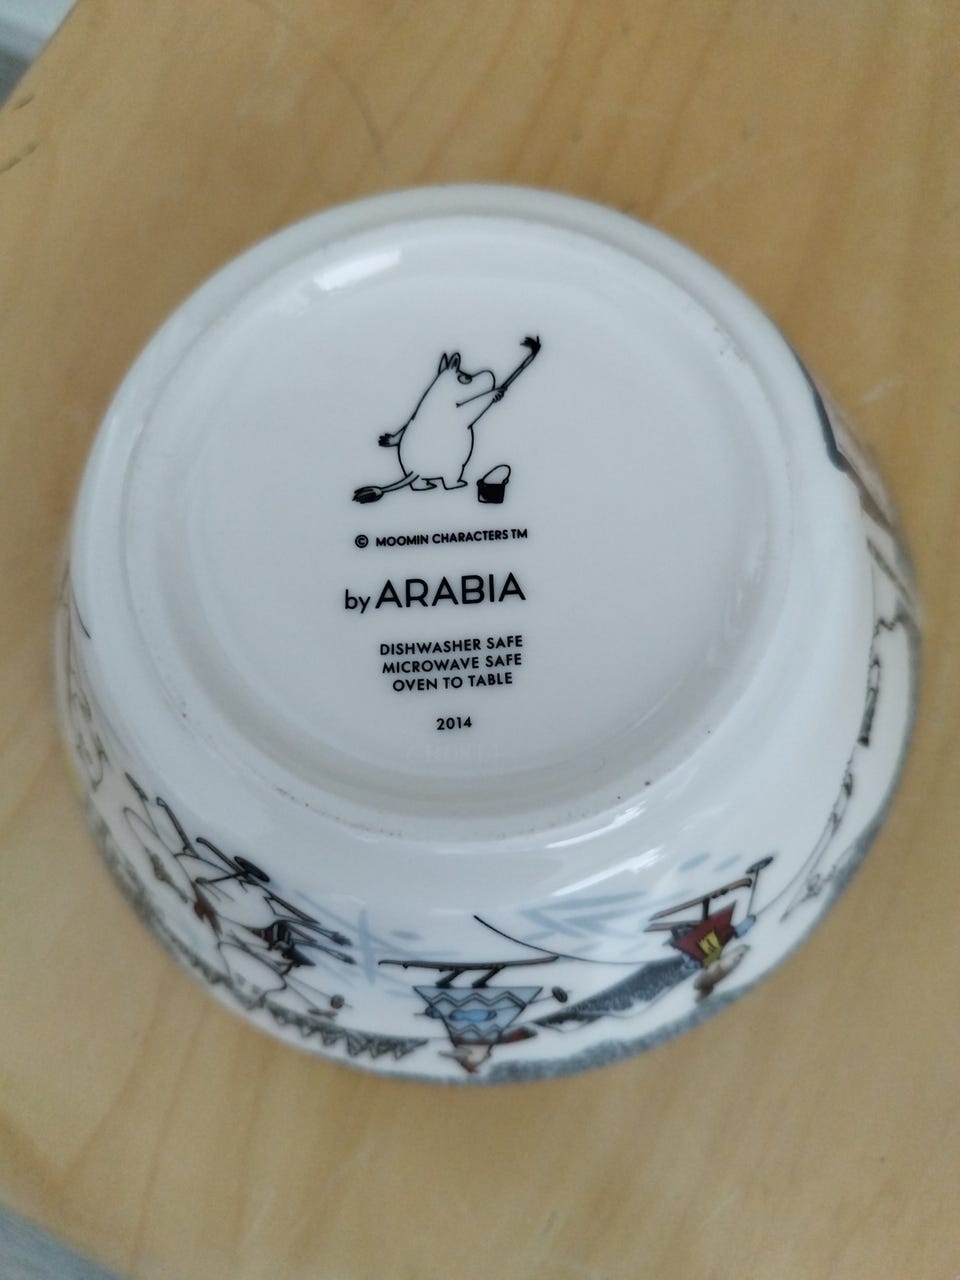 © MOOMIN CHARACTERS TM
by ARABIA
DISHWASHER SAFE
MICROWAVE SAFE
OVEN TO TABLE
2014